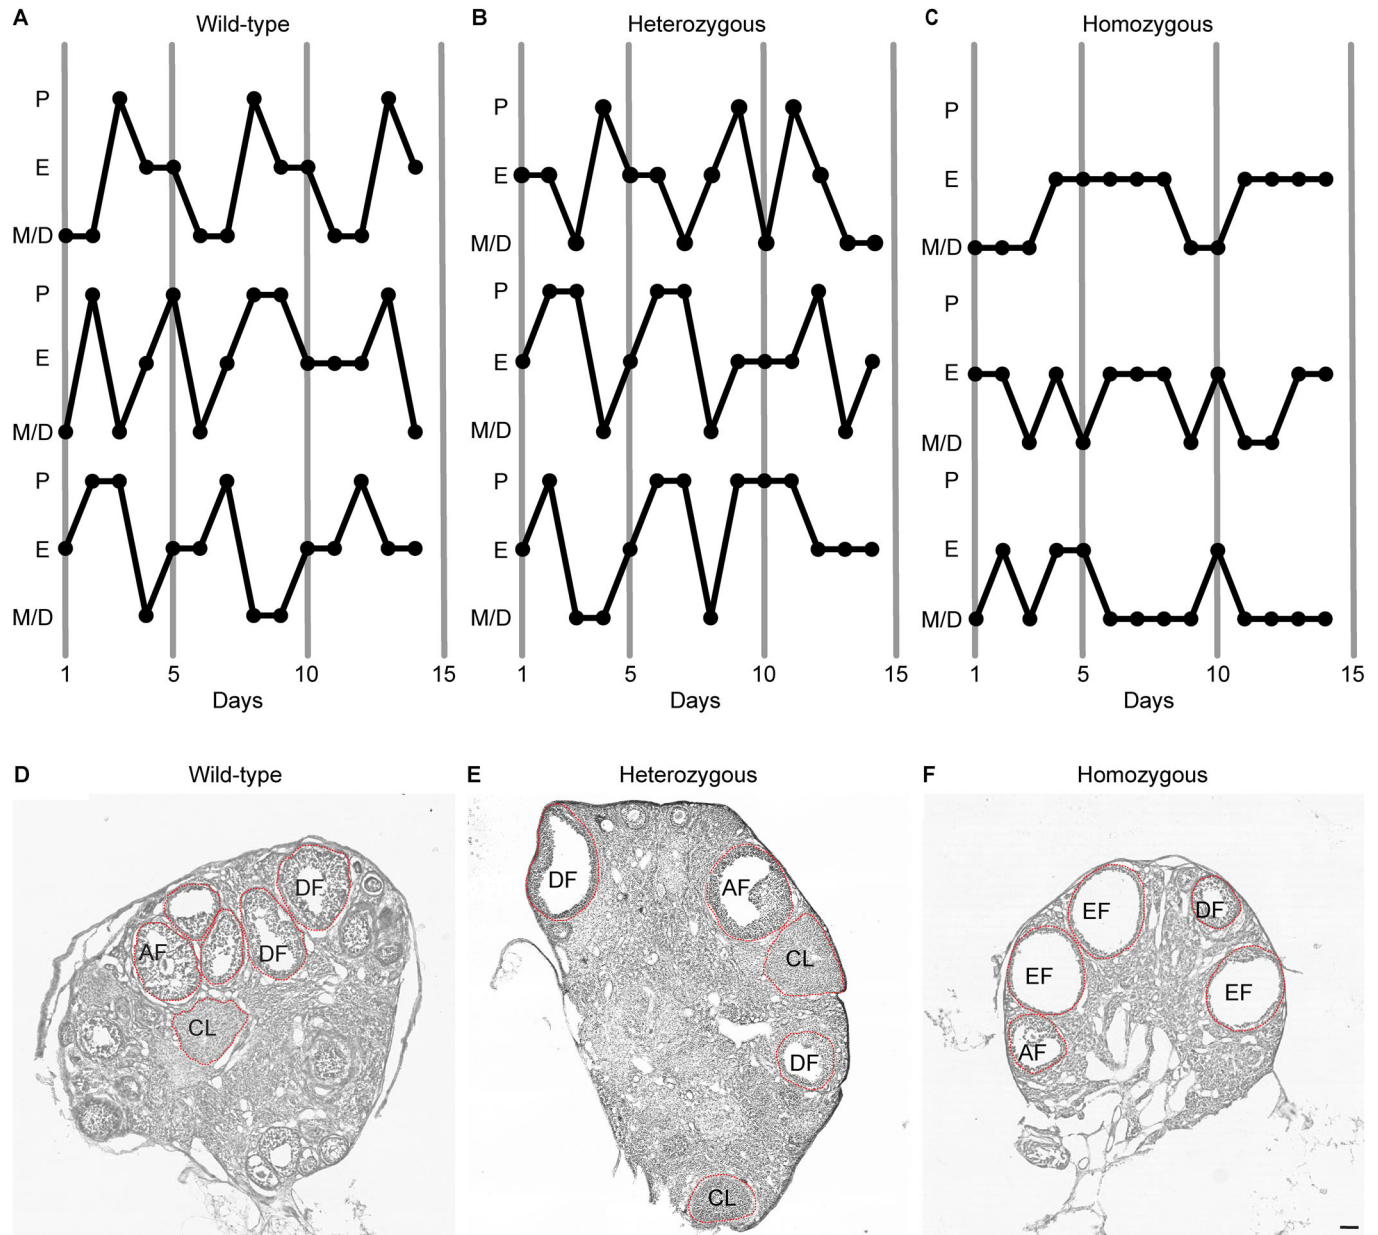 A Wild-type B Heterozygous C Homozygous
P P P
E E E
M/D M/D M/D
P P P
E E E
M/D M/D M/D
P P P
E E E
M/D M/D M/D
1 5 10 15 1 5 10 15 1 5 10 15
Days Days Days
D Wild-type E Heterozygous F Homozygous
DF
AF DF
CL
DF AF
CL
DF
CL
EF DF
EF EF
AF